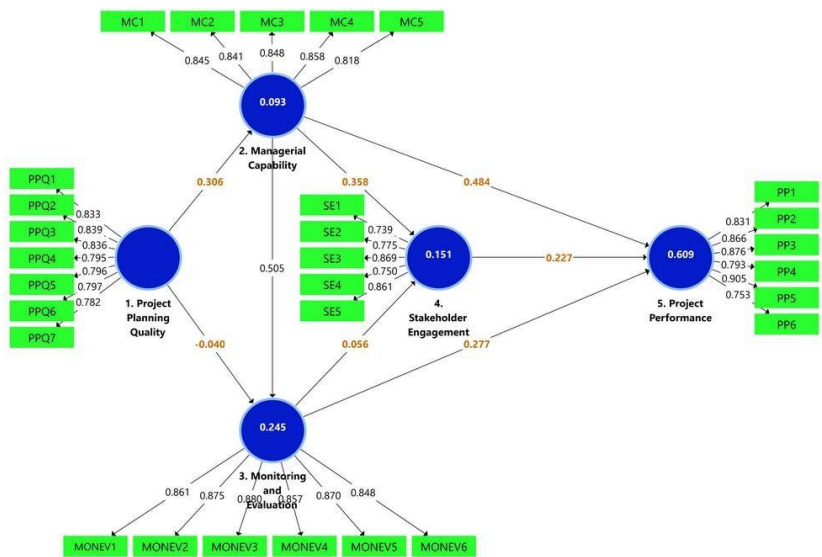 MC1 MC2 MC3 MC4 MC5
0.845 0.841 0.848 0.858 0.818
0.093
2. Managerial
Capability
0.306
0.358
0.484
PPQ1
PPQ2
PPQ3
PPQ4
PPQ5
PPQ6
PPQ7
0.833
0.839
0.836
0.795
0.796
0.797
0.782
1. Project
Planning
Quality
0.505
SE1
SE2
SE3
SE4
SE5
0.739
0.775
0.869
0.750
0.861
0.151
4.
Stakeholder
Engagement
0.227
0.609
5. Project
Performance
0.831
0.866
0.876
0.793
0.905
0.753
PP1
PP2
PP3
PP4
PP5
PP6
-0.040
0.056
0.277
0.245
3. Monitoring
and
Evaluation
0.861 0.875 0.880 0.857 0.870 0.848
MONEV1 MONEV2 MONEV3 MONEV4 MONEV5 MONEV6